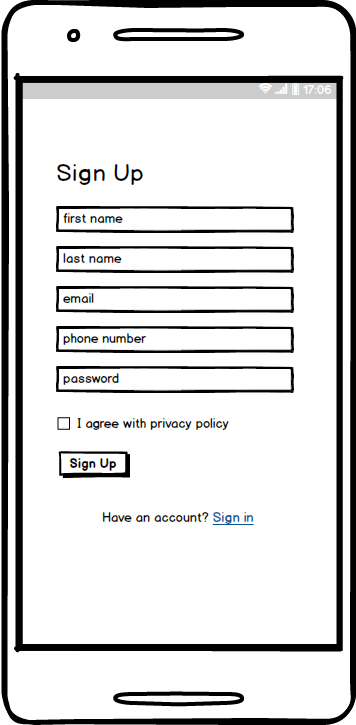 17:06
Sign Up
first name
last name
email
phone number
password
I agree with privacy policy
Sign Up
Have an account? Sign in